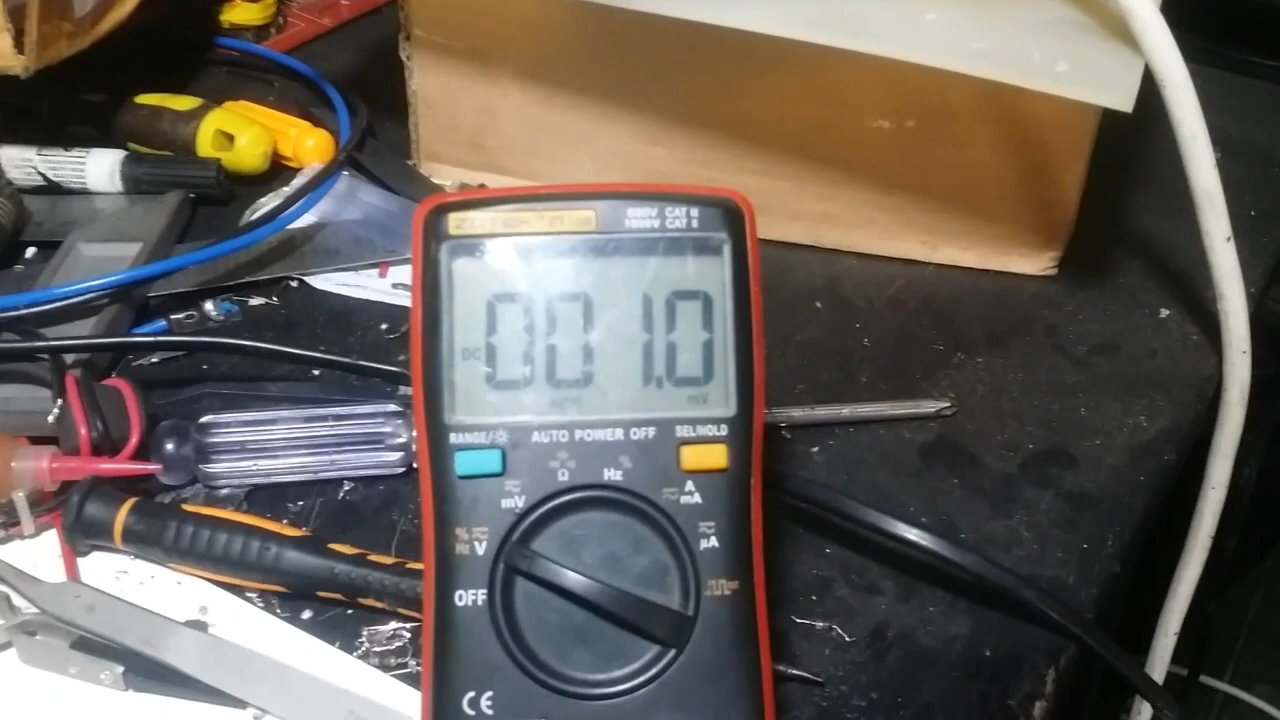 600V CAT III
1000V CAT II
DC
001.0
mV
RANGE/
AUTO POWER OFF
SEL/HOLD
Ω
Hz %
mV
A
mA
%
Hz V
µA
OFF
CE